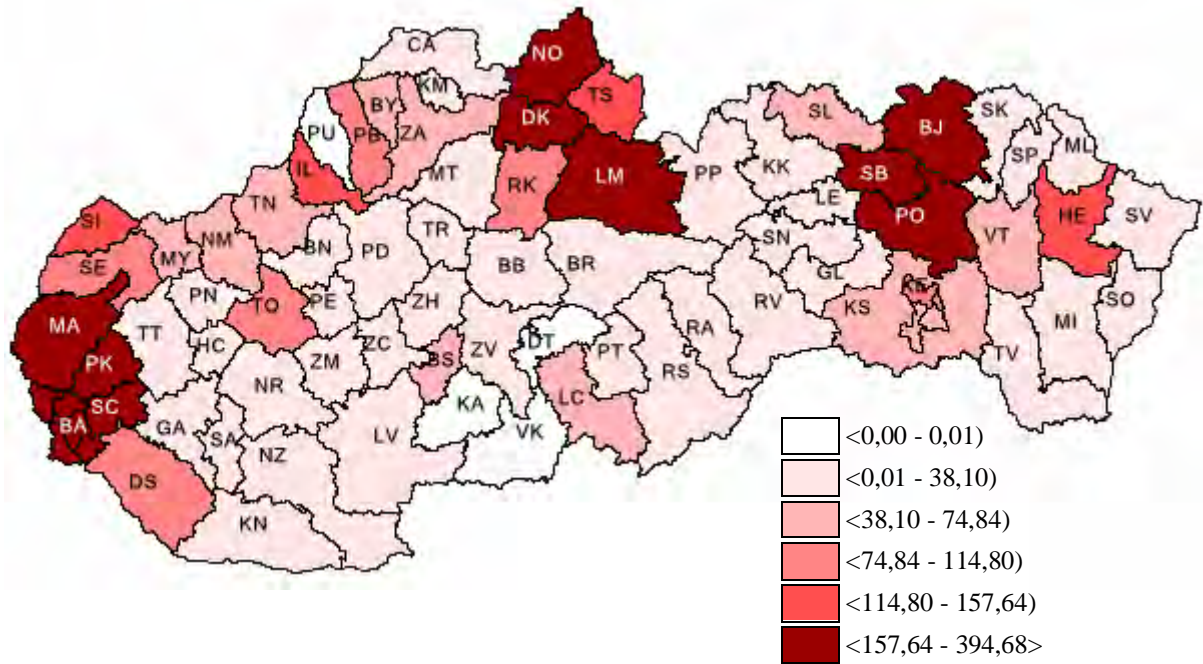 NO
CA
KM
TS
BY
DK
SL
SK
PU
PB
ZA
BJ
ML
SP
IL
MT
RK
LM
PP
KK
SB
LE
PO
HE
SV
TN
SI
NM
BN
PD
TR
SN
VT
SE
MY
BB
BR
GL
PN
TO
PE
ZH
RV
KS
KE
SO
MA
TT
HC
ZC
ZV
DT
RA
MI
PK
ZM
BS
PT
TV
NR
RS
SC
KA
LC
BA
GA
SA
LV
VK
NZ
DS
KN
<0,00 - 0,01)
<0,01 - 38,10)
<38,10 - 74,84)
<74,84 - 114,80)
<114,80 - 157,64)
<157,64 - 394,68>